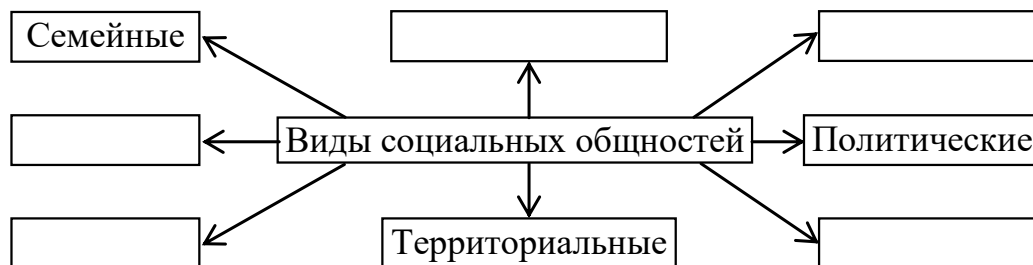 Семейные
Виды социальных общностей
Политические
Территориальные